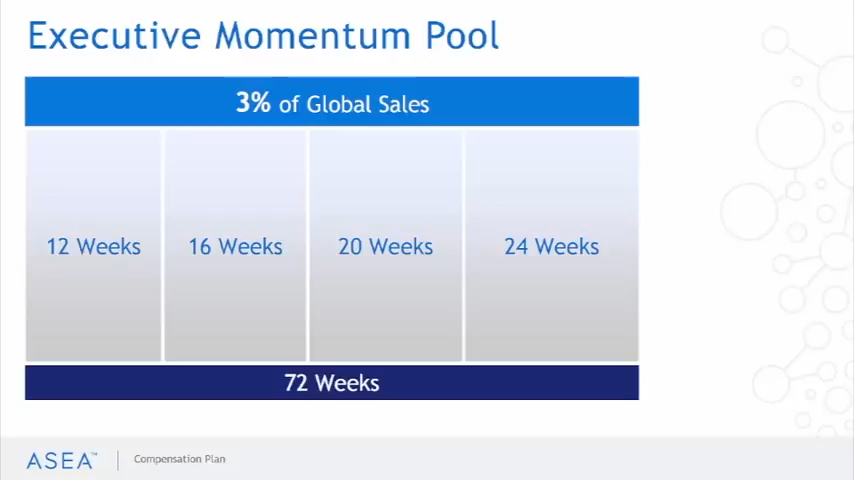 Executive Momentum Pool
3% of Global Sales
12 Weeks
16 Weeks
20 Weeks
24 Weeks
72 Weeks
ASEA™ | Compensation Plan